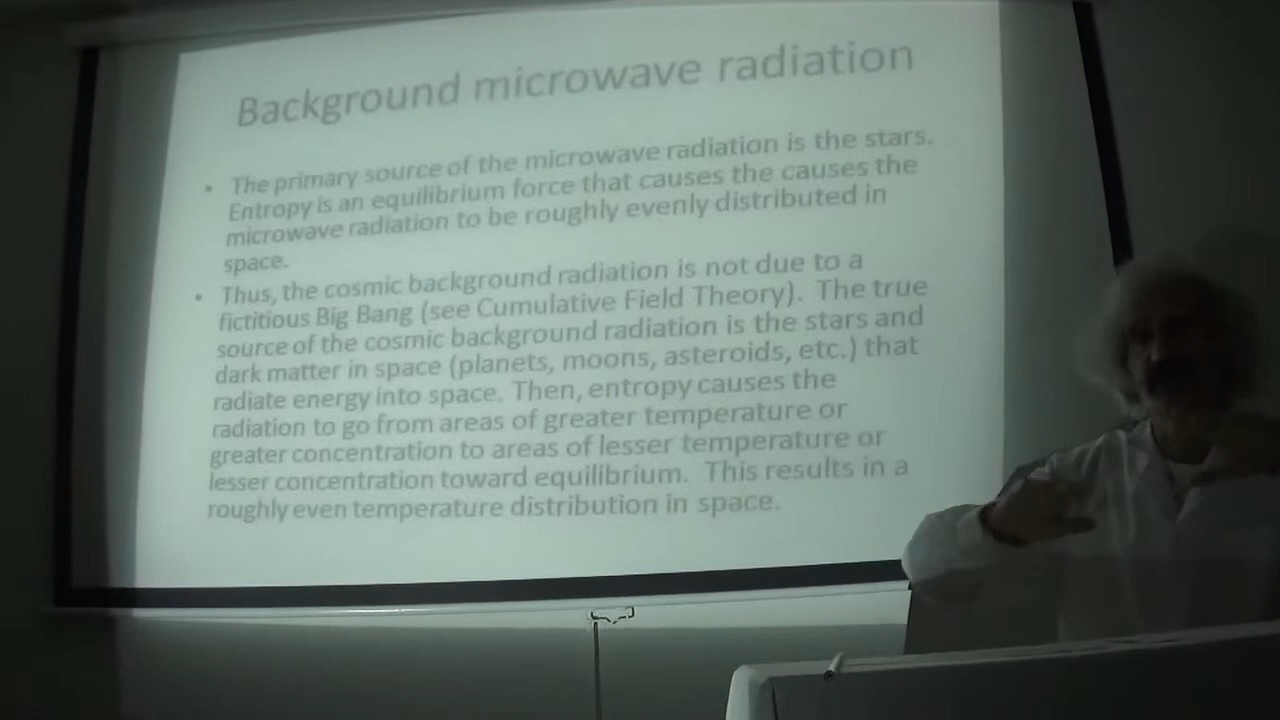 Background microwave radiation
• The primary source of the microwave radiation is the stars.
Entropy is an equilibrium force that causes the causes the
microwave radiation to be roughly evenly distributed in
space.
• Thus, the cosmic background radiation is not due to a
fictitious Big Bang (see Cumulative Field Theory). The true
source of the cosmic background radiation is the stars and
dark matter in space (planets, moons, asteroids, etc.) that
radiate energy into space. Then, entropy causes the
radiation to go from areas of greater temperature or
greater concentration to areas of lesser temperature or
lesser concentration toward equilibrium. This results in a
roughly even temperature distribution in space.